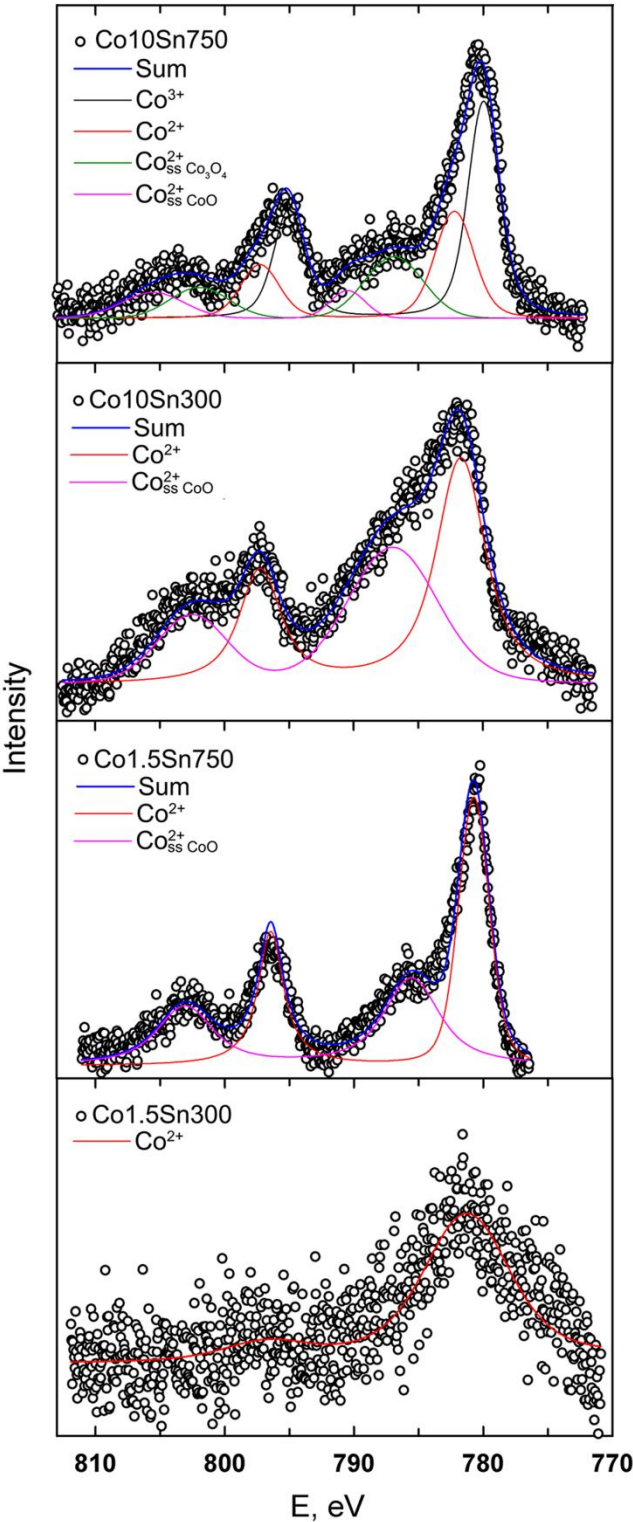 Co10Sn750
Sum
Co³⁺
Co²⁺
Co²⁺ss Co₃O₄
Co²⁺ss CoO
Co10Sn300
Sum
Co²⁺
Co²⁺ss CoO
Intensity
Co1.5Sn750
Sum
Co²⁺
Co²⁺ss CoO
Co1.5Sn300
Co²⁺
810 800 790 780 770
E, eV